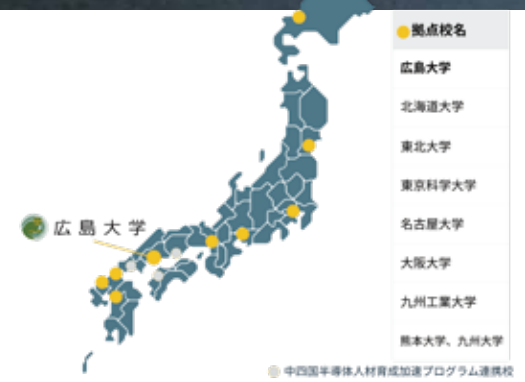 拠点校名
広島大学
北海道大学
東北大学
東京科学大学
名古屋大学
大阪大学
九州工業大学
熊本大学、九州大学
広島大学
中四国半導体人材育成加速プログラム連携校